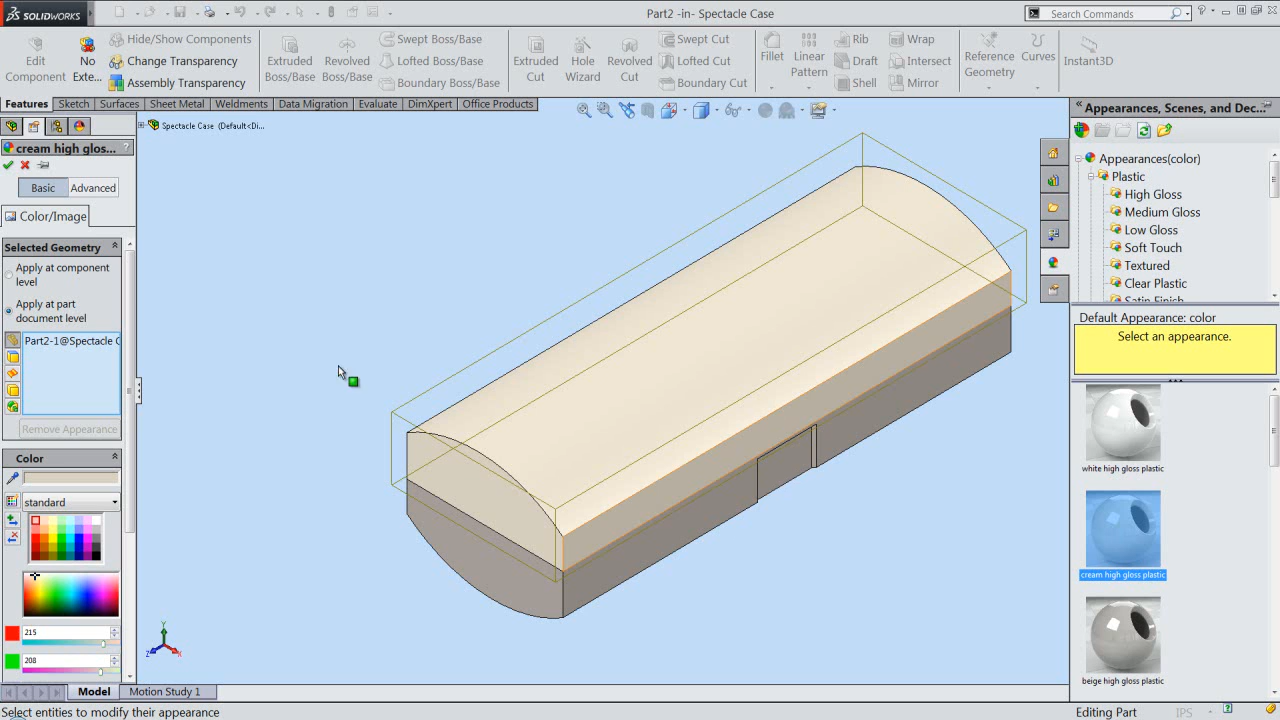 SOLIDWORKS
Part2 -in- Spectacle Case
Search Commands
Edit Component
No Exte...
Hide/Show Components
Change Transparency
Assembly Transparency
Extruded Boss/Base
Revolved Boss/Base
Swept Boss/Base
Lofted Boss/Base
Boundary Boss/Base
Extruded Cut
Hole Wizard
Revolved Cut
Swept Cut
Lofted Cut
Boundary Cut
Fillet
Linear Pattern
Rib
Draft
Shell
Wrap
Intersect
Mirror
Reference Geometry
Curves
Instant3D
Features
Sketch
Surfaces
Sheet Metal
Weldments
Data Migration
Evaluate
DimXpert
Office Products
Spectacle Case (Default<Di...
cream high glos...
?
Basic
Advanced
Color/Image
Selected Geometry
Apply at component
level
Apply at part
document level
Part2-1@Spectacle C
Remove Appearance
Color
standard
215
208
Y
Z
X
Appearances, Scenes, and Dec...
Appearances(color)
Plastic
High Gloss
Medium Gloss
Low Gloss
Soft Touch
Textured
Clear Plastic
Satin Finish
Default Appearance: color
Select an appearance.
white high gloss plastic
cream high gloss plastic
beige high gloss plastic
Model
Motion Study 1
Select entities to modify their appearance
Editing Part
IPS